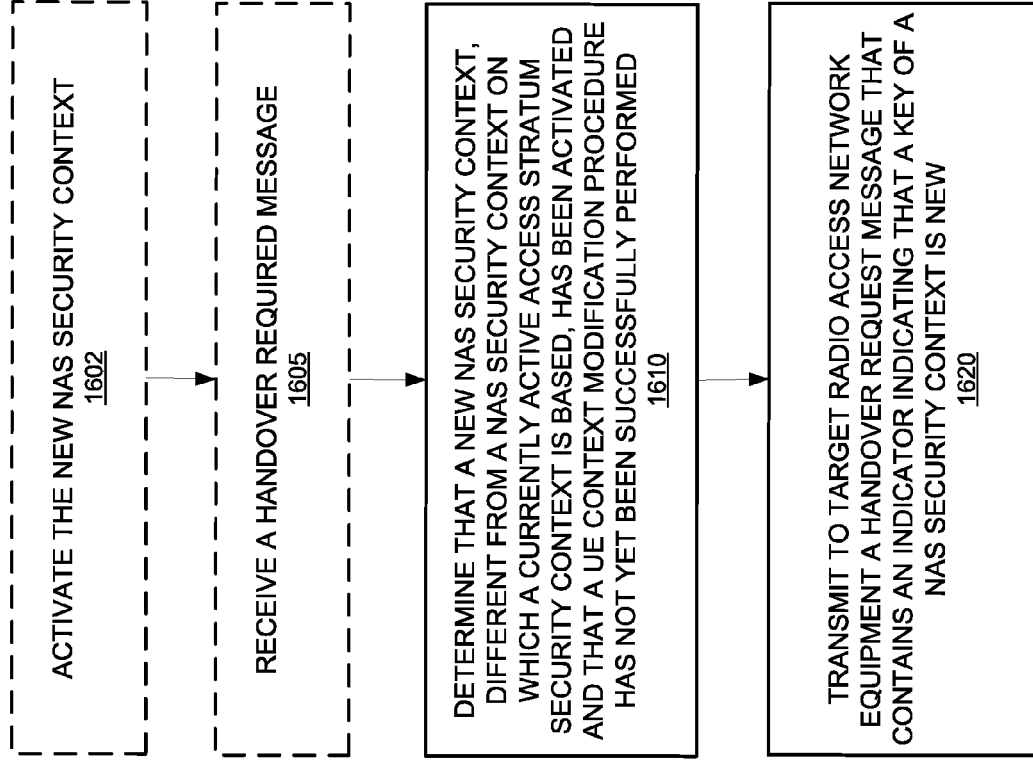 ACTIVATE THE NEW NAS SECURITY CONTEXT
1602
RECEIVE A HANDOVER REQUIRED MESSAGE
1605
DETERMINE THAT A NEW NAS SECURITY CONTEXT,
DIFFERENT FROM A NAS SECURITY CONTEXT ON
WHICH A CURRENTLY ACTIVE ACCESS STRATUM
SECURITY CONTEXT IS BASED, HAS BEEN ACTIVATED
AND THAT A UE CONTEXT MODIFICATION PROCEDURE
HAS NOT YET BEEN SUCCESSFULLY PERFORMED
1610
TRANSMIT TO TARGET RADIO ACCESS NETWORK
EQUIPMENT A HANDOVER REQUEST MESSAGE THAT
CONTAINS AN INDICATOR INDICATING THAT A KEY OF A
NAS SECURITY CONTEXT IS NEW
1620